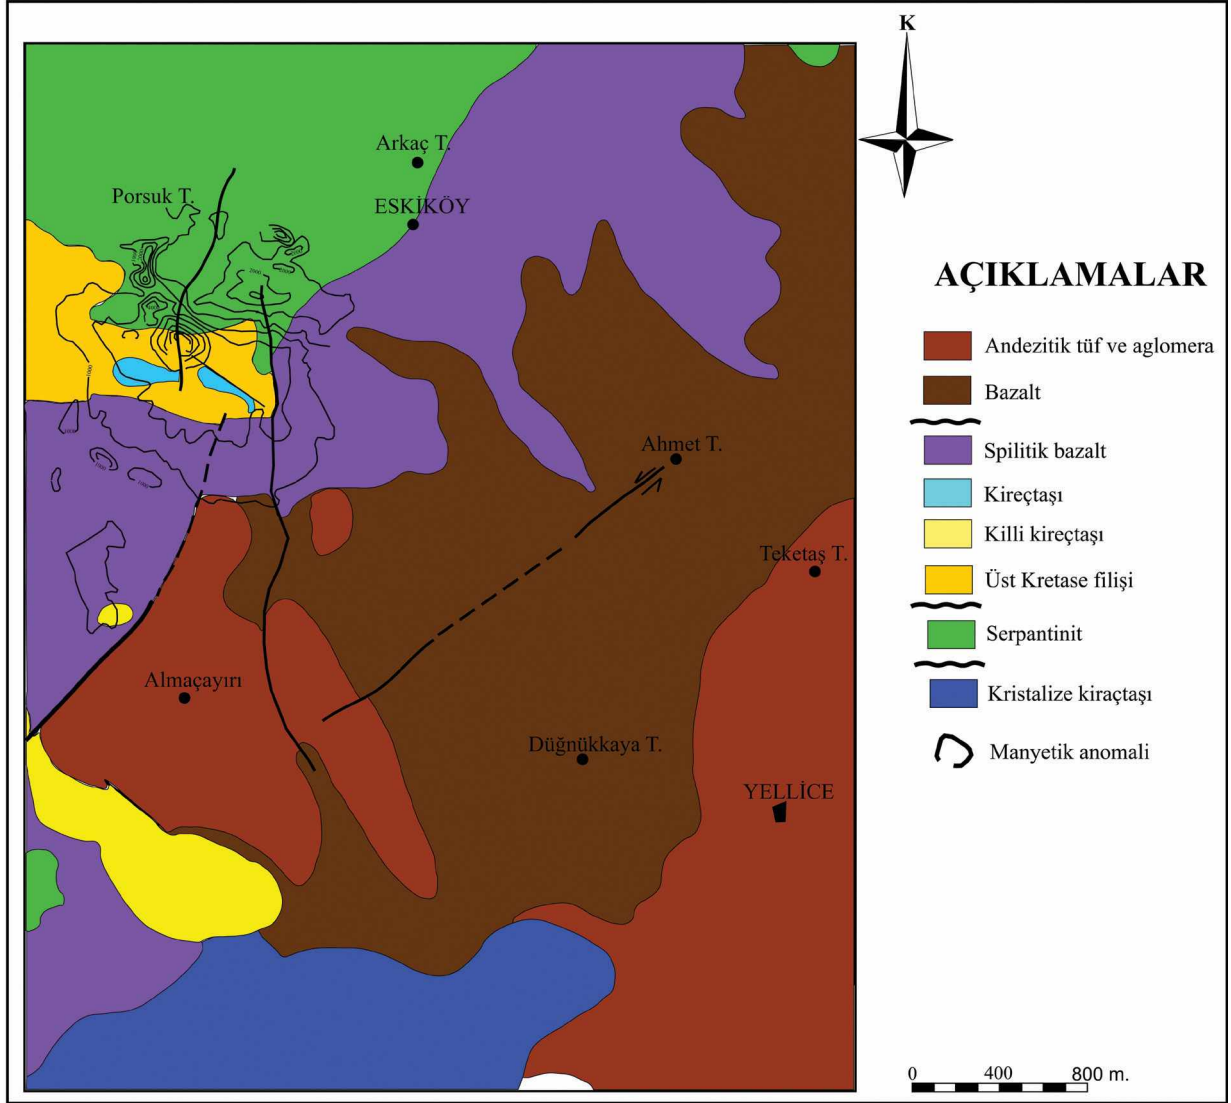 K
Arkaç T.
Porsuk T.
ESKİKÖY
Ahmet T.
Teketaş T.
Almaçayırı
Düğnükkaya T.
YELLİCE
AÇIKLAMALAR
Andezitik tüf ve aglomera
Bazalt
Spilitik bazalt
Kireçtaşı
Killi kireçtaşı
Üst Kretase filişi
Serpantinit
Kristalize kiraçtaşı
Manyetik anomali
0 400 800 m.